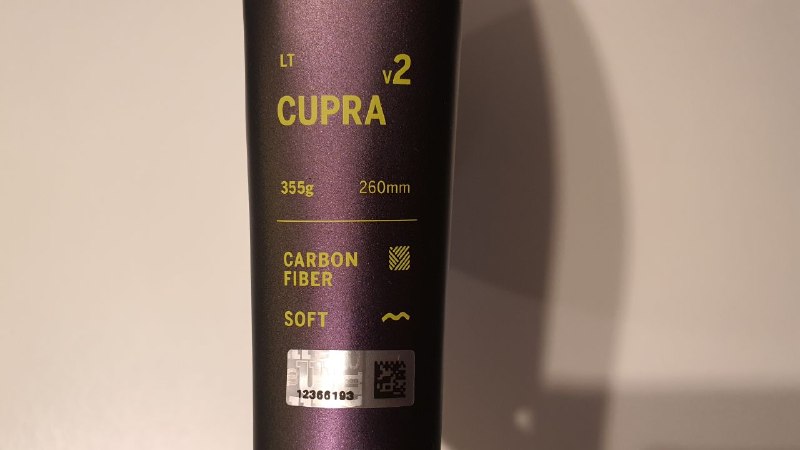 LT
v2
CUPRA
355g 260mm
CARBON
FIBER
SOFT
12366193